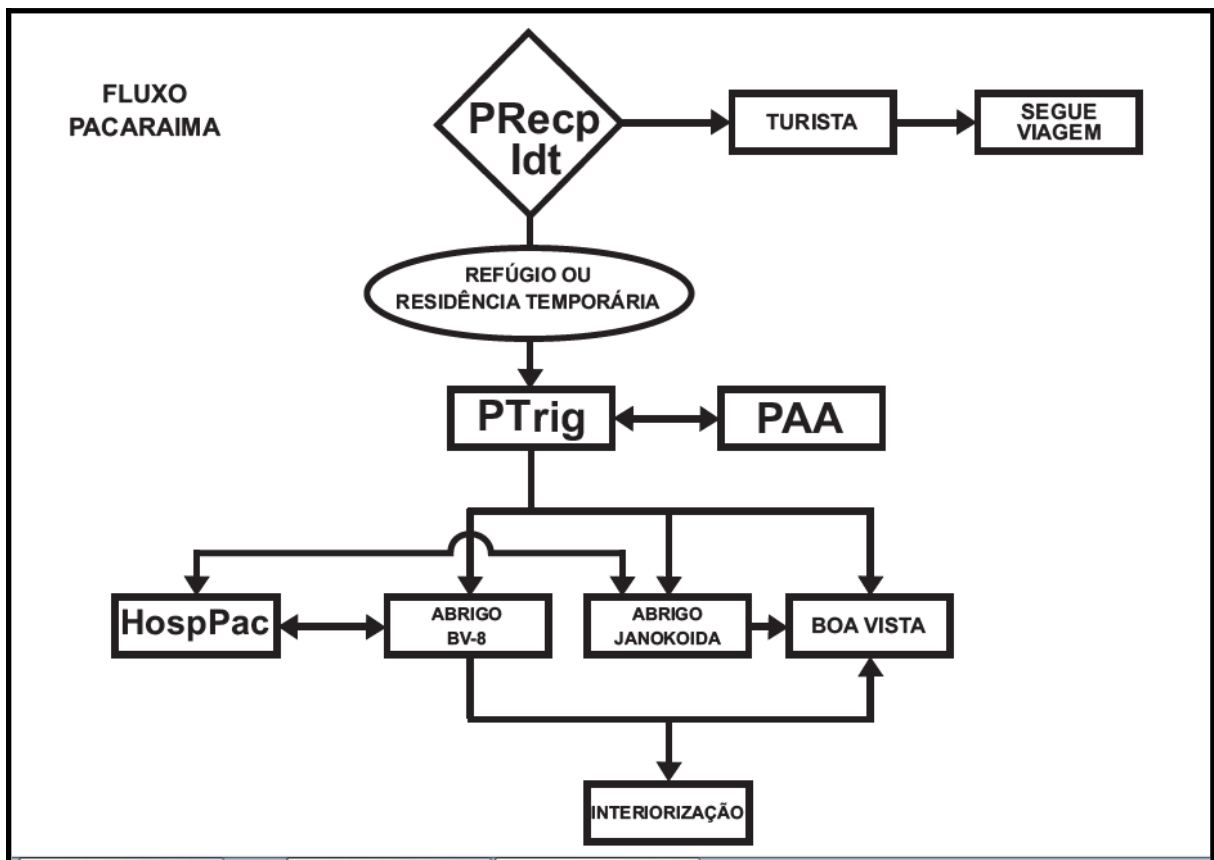 FLUXO
PACARAIMA
PRecp
Idt
TURISTA
SEGUE
VIAGEM
REFÚGIO OU
RESIDÊNCIA TEMPORÁRIA
PTrig
PAA
HospPac
ABRIGO
BV-8
ABRIGO
JANOKOIDA
BOA VISTA
INTERIORIZAÇÃO